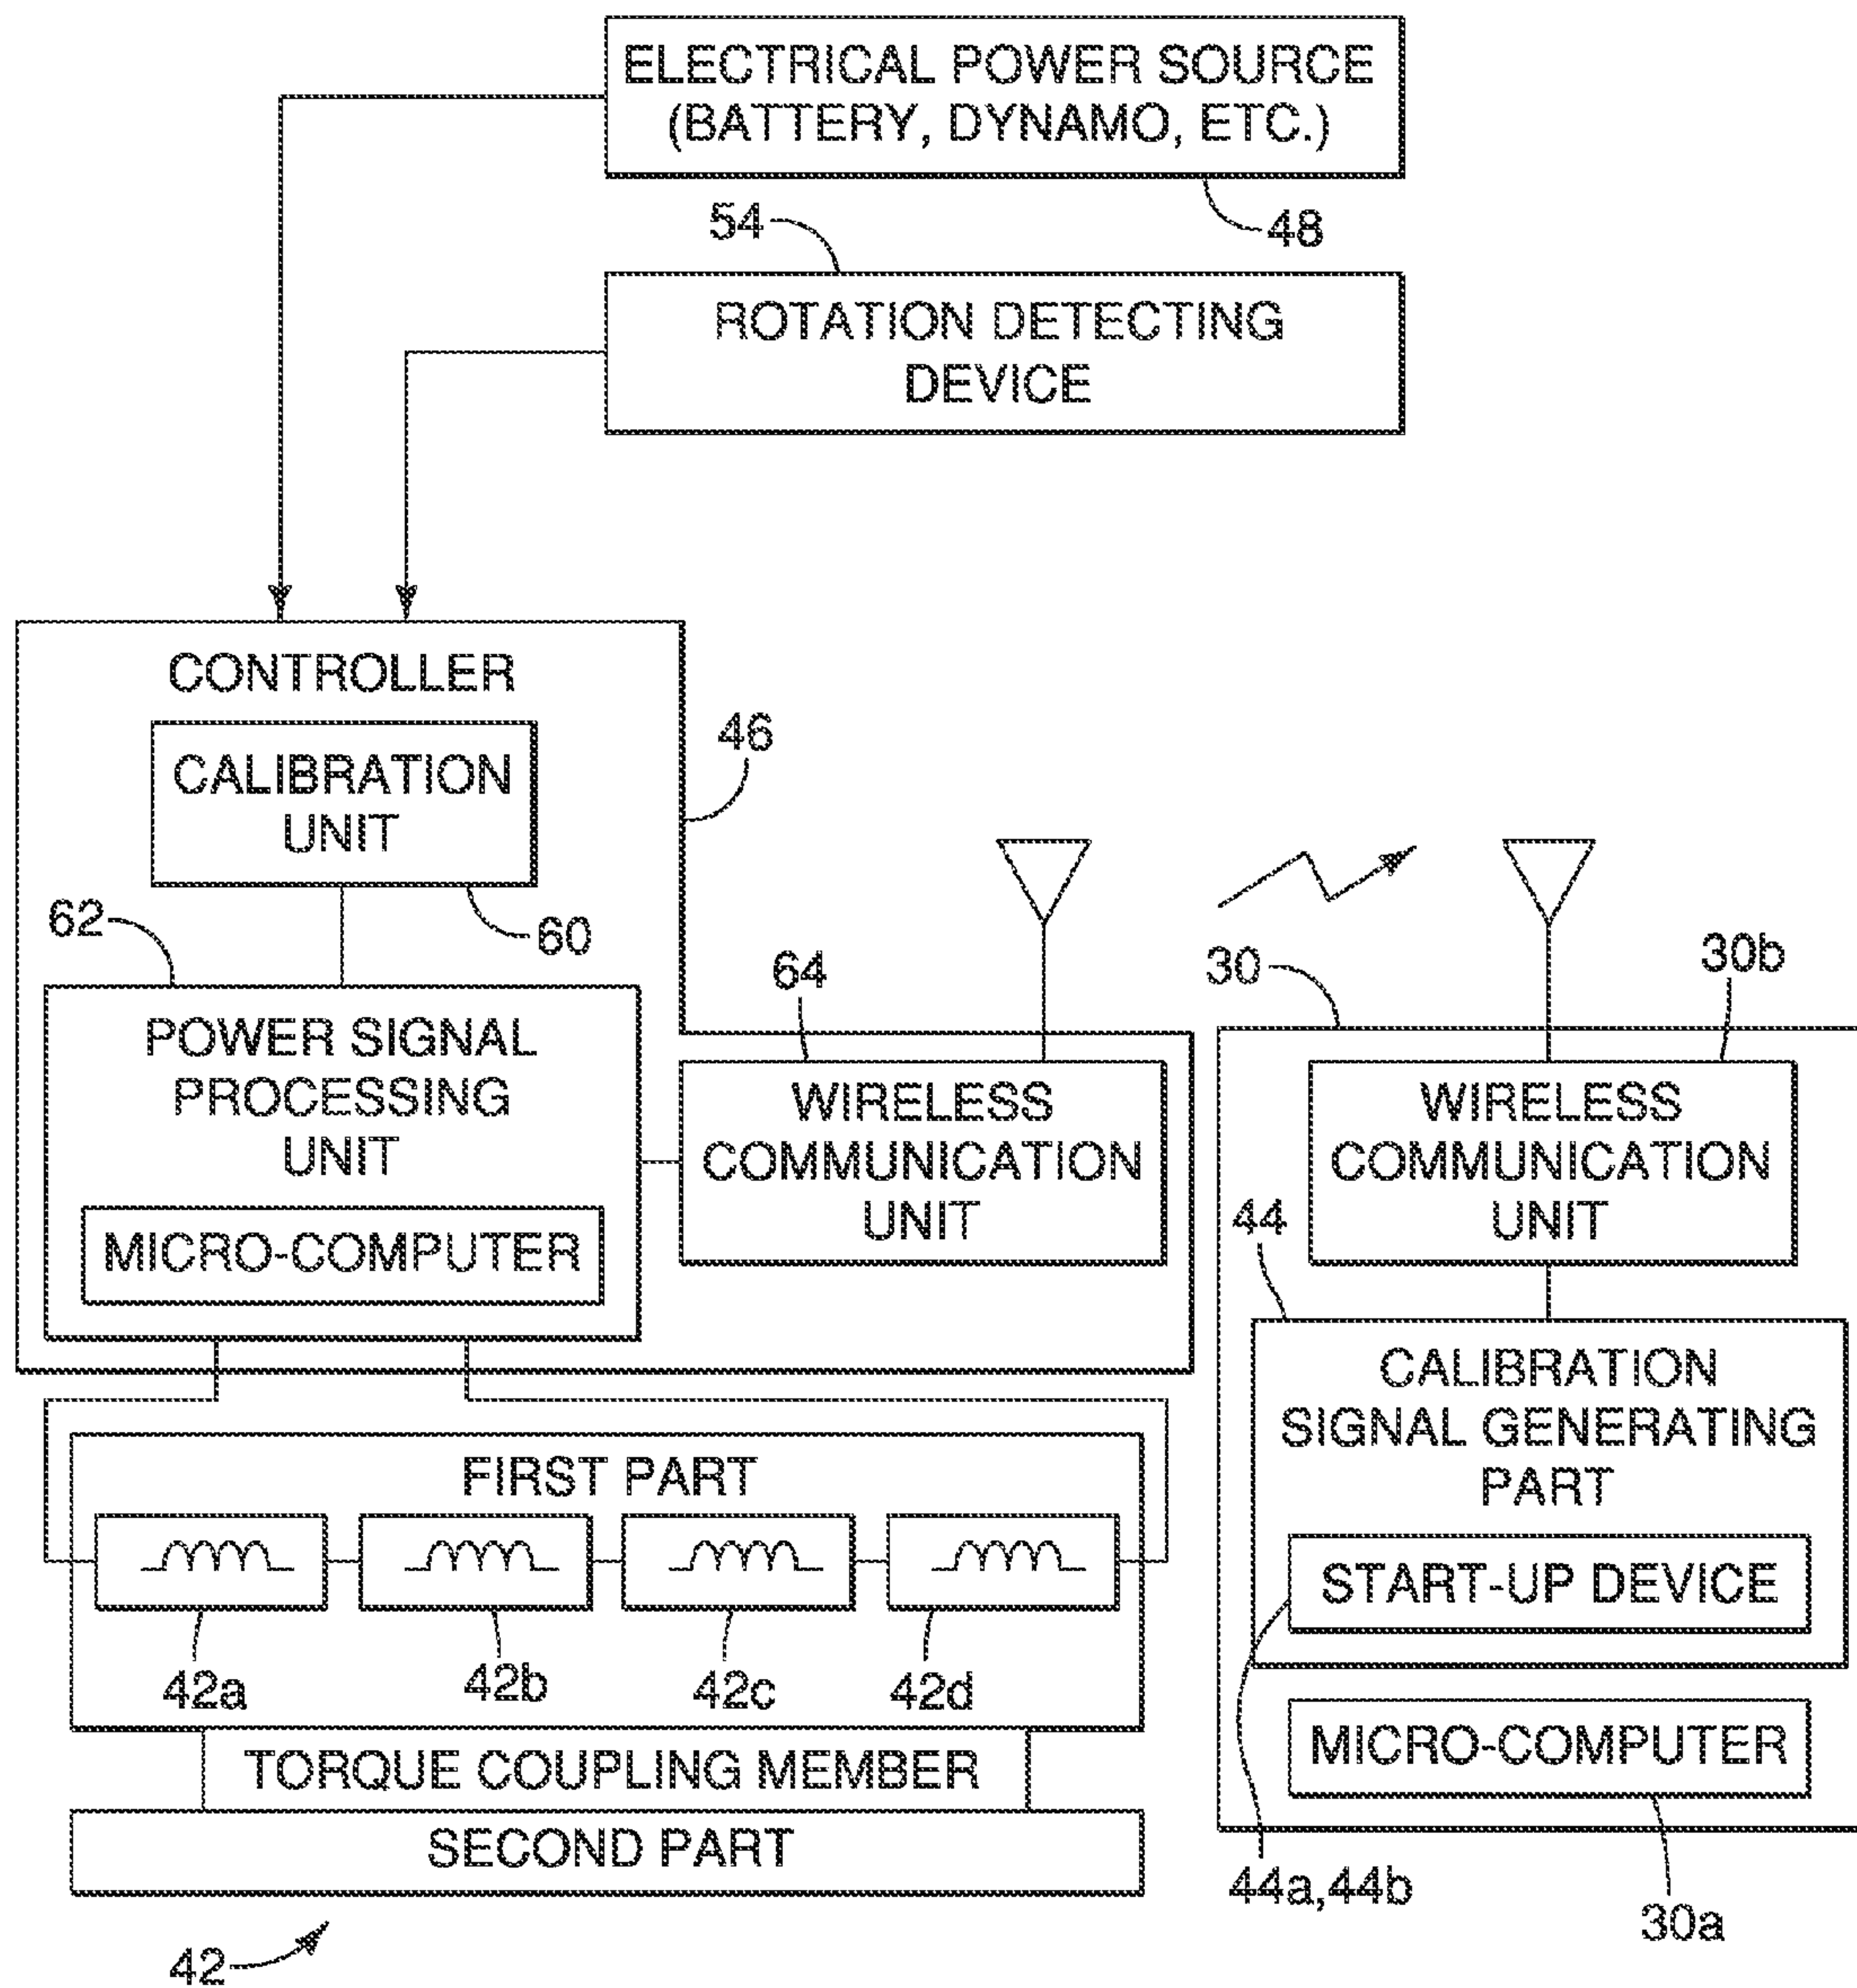 ELECTRICAL POWER SOURCE
(BATTERY, DYNAMO, ETC.)
48
54
ROTATION DETECTING
DEVICE
CONTROLLER
CALIBRATION
UNIT
46
60
62
POWER SIGNAL
PROCESSING
UNIT
MICRO-COMPUTER
64
WIRELESS
COMMUNICATION
UNIT
30
30b
WIRELESS
COMMUNICATION
UNIT
44
CALIBRATION
SIGNAL GENERATING
PART
START-UP DEVICE
MICRO-COMPUTER
44a,44b
30a
FIRST PART
42a
42b
42c
42d
TORQUE COUPLING MEMBER
SECOND PART
42